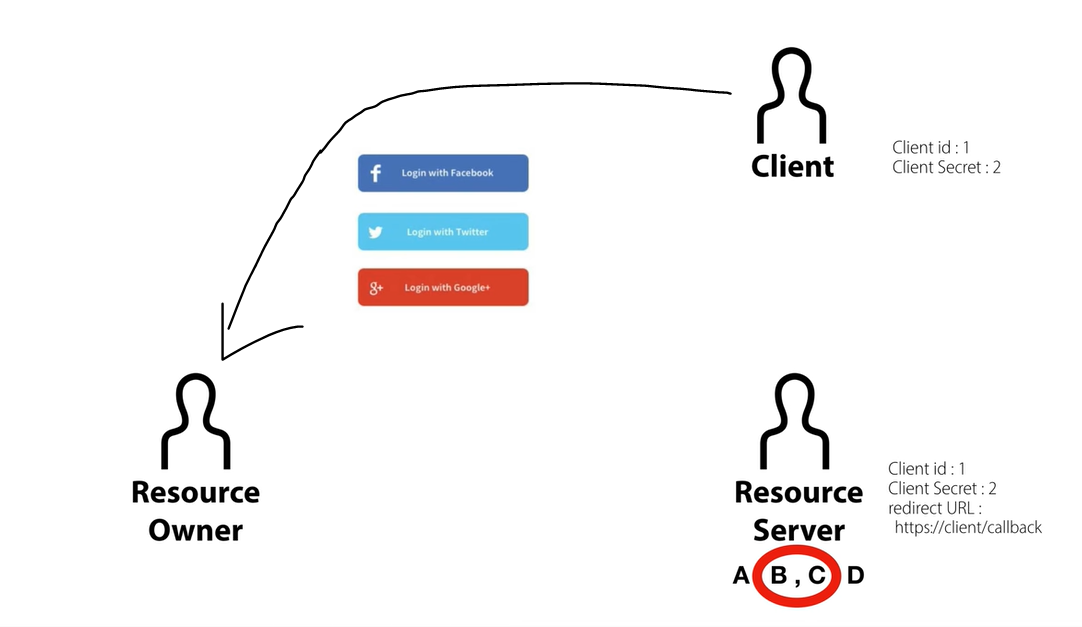 Client
Client id : 1
Client Secret : 2
f Login with Facebook
Login with Twitter
g+ Login with Google+
Resource
Owner
Resource
Server
Client id : 1
Client Secret : 2
redirect URL :
https://client/callback
A B , C D